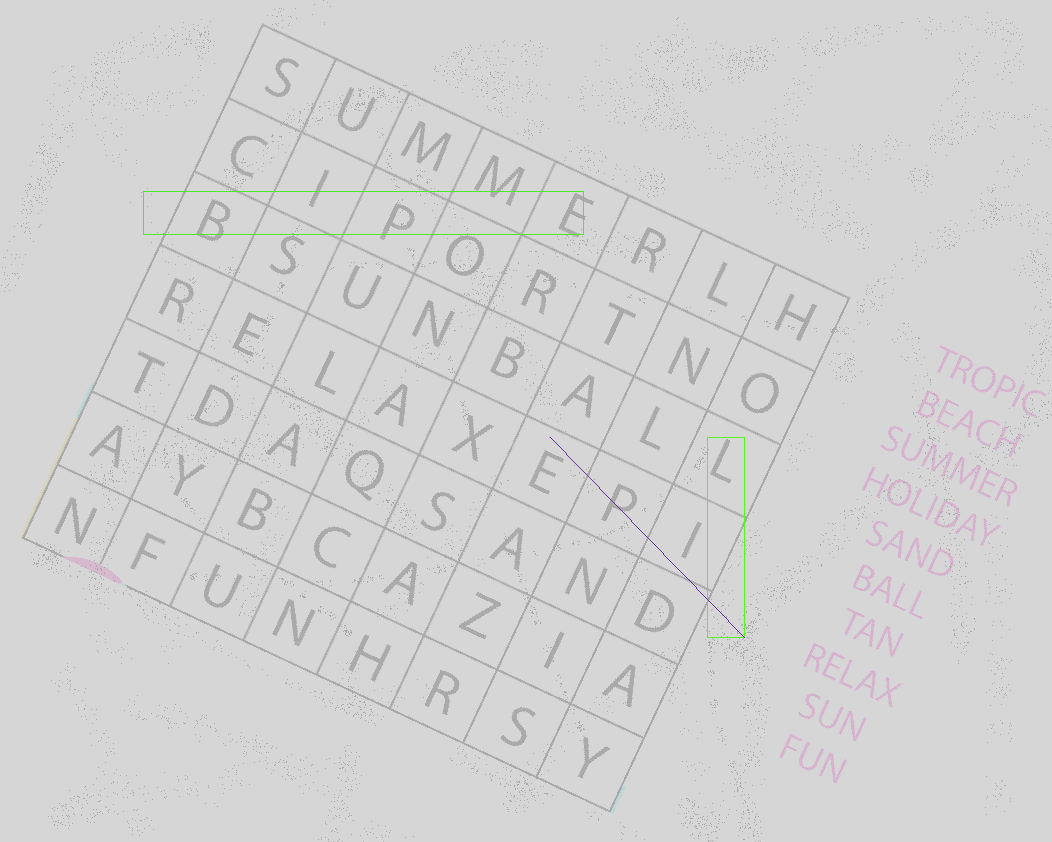 S U M M E R L H
C I P O R T N O
B S U N B A L L
R E L A X E P I
T D A Q S A N D
A Y B C A Z I A
N F U N H R S Y
TROPIC
BEACH
SUMMER
HOLIDAY
SAND
BALL
TAN
RELAX
SUN
FUN